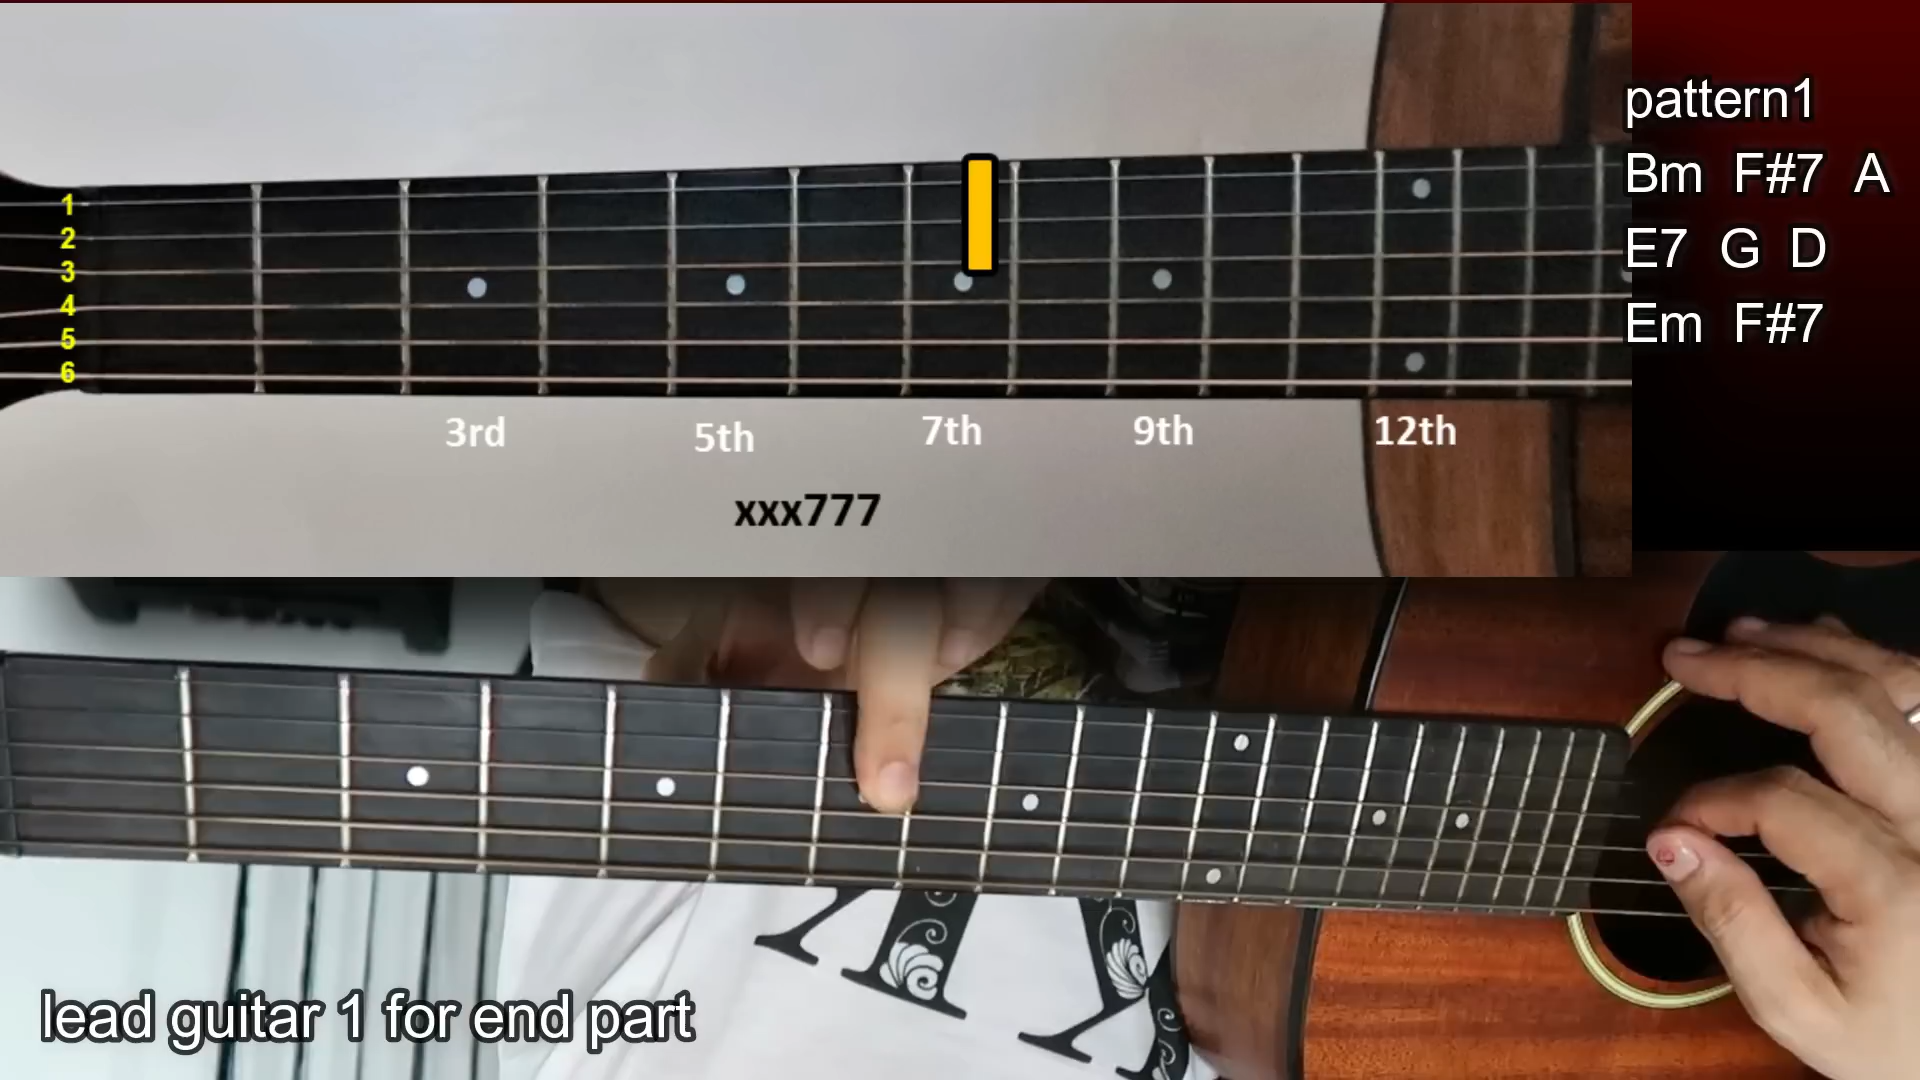 pattern1
Bm F#7 A
E7 G D
Em F#7
1
2
3
4
5
6
3rd 5th 7th 9th 12th
xxx777
lead guitar 1 for end part